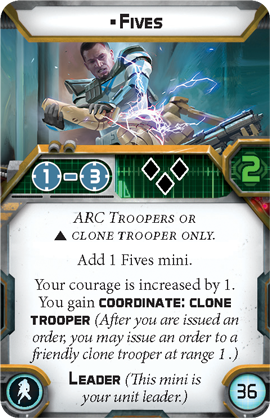 • Fives
1 - 3
2
ARC Troopers or
▲ clone trooper only.
Add 1 Fives mini.
Your courage is increased by 1.
You gain coordinate: clone
trooper (After you are issued an
order, you may issue an order to a
friendly clone trooper at range 1 .)
Leader (This mini is
your unit leader.)
36